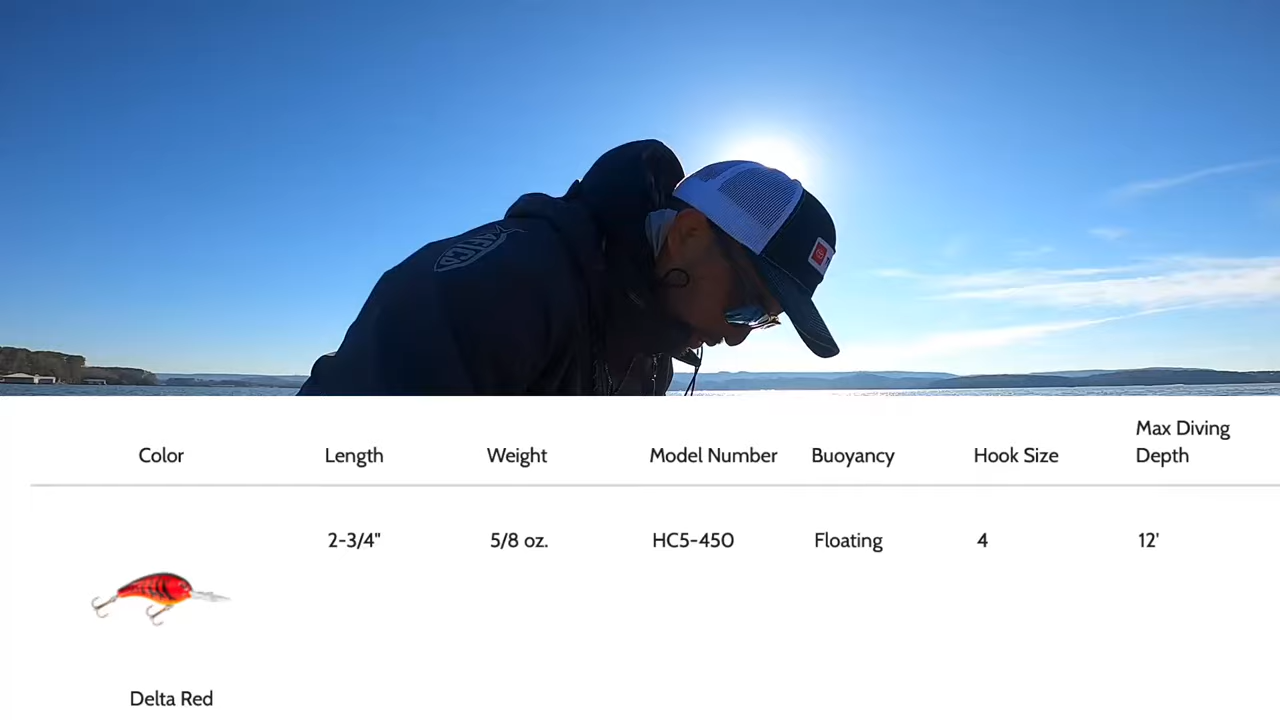 AFTCO
Color Length Weight Model Number Buoyancy Hook Size Max Diving Depth
2-3/4" 5/8 oz. HC5-450 Floating 4 12'
Delta Red